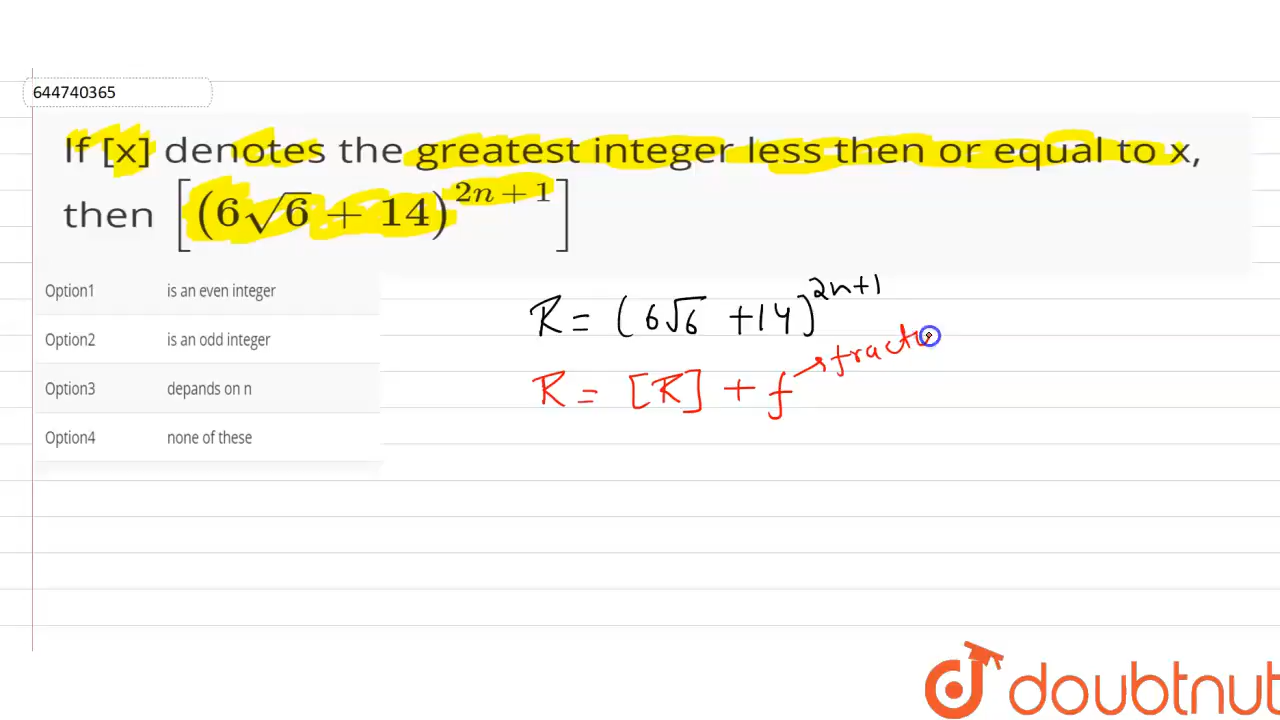 644740365
If [x] denotes the greatest integer less then or equal to x,
then [(6√6 + 14)^{2n + 1}]
Option1 is an even integer
Option2 is an odd integer
Option3 depands on n
Option4 none of these
R = (6√6 + 14)^{2n+1}
R = [R] + f → fractio
doubtnut